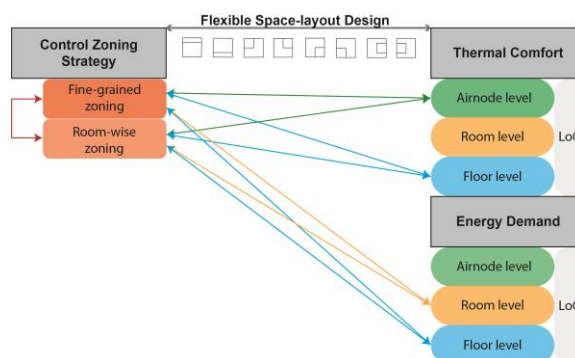 Flexible Space-layout Design
Control Zoning
Strategy
Fine-grained
zoning
Room-wise
zoning
Thermal Comfort
Airnode level
Room level
Floor level
Energy Demand
Airnode level
Room level
Floor level